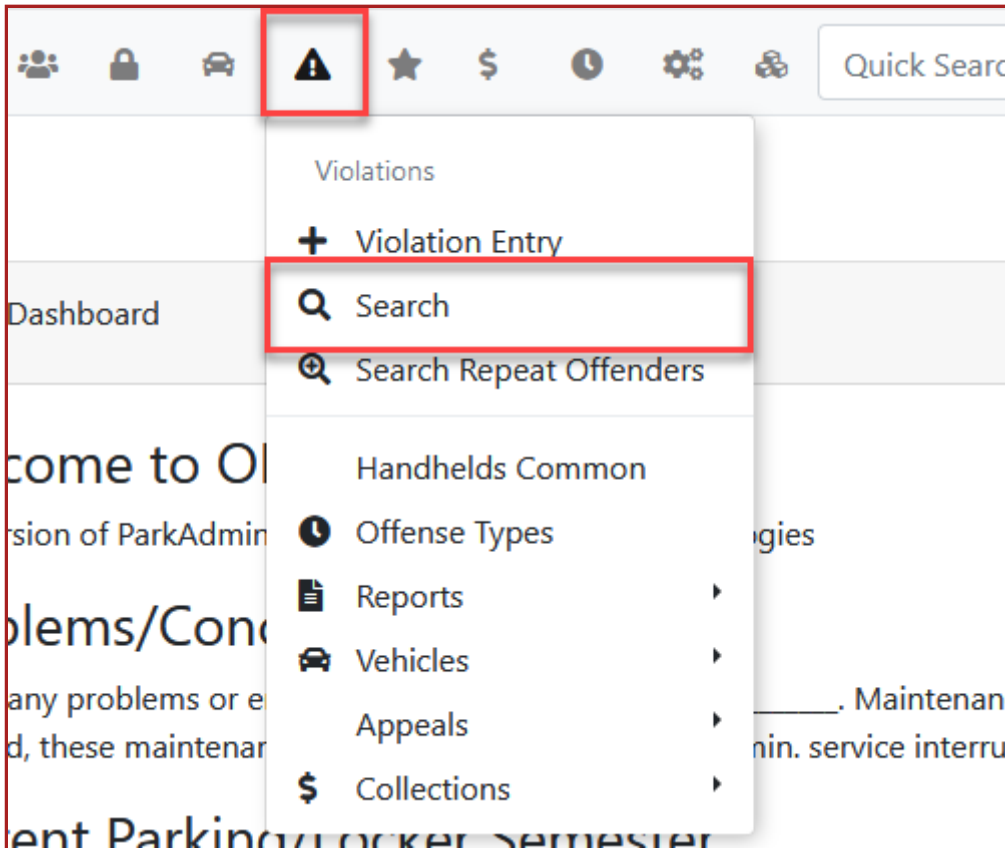 Quick Searc
Violations
Violation Entry
Dashboard
Search
Search Repeat Offenders
come to Ol
Handhelds Common
rsion of ParkAdmin
Offense Types
ogies
Reports
blems/Conc
Vehicles
any problems or e
________. Maintenan
Appeals
d, these maintenan
min. service interru
Collections
rent Parking/Locker Semester